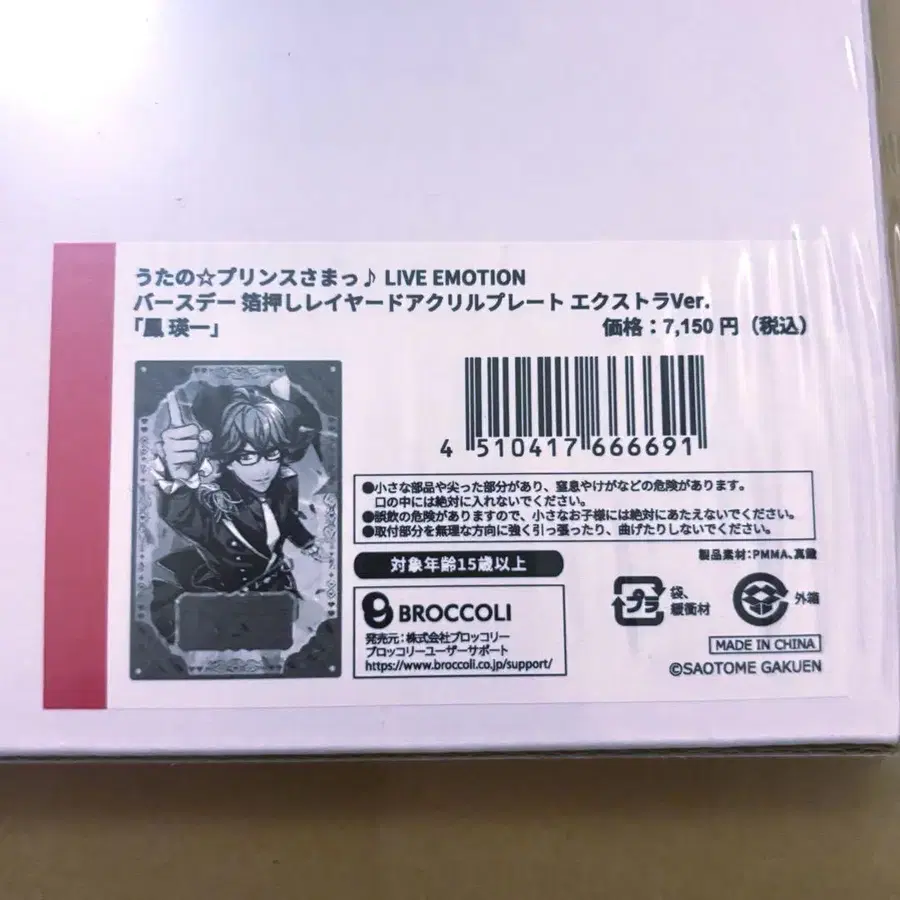 うたの☆プリンスさまっ♪ LIVE EMOTION
バースデー 箔押しレイヤードアクリルプレート エクストラVer.
「鳳 瑛一」
価格：7,150 円（税込）
4 510417 666691
●小さな部品や尖った部分があり、窒息やけがなどの危険があります。
口の中には絶対に入れないでください。
●誤飲の危険がありますので、小さなお子様には絶対にあたえないでください。
●取付部分を無理な方向に強く引っ張ったり、曲げたりしないでください。
製品素材：PMMA、真鍮
対象年齢15歳以上
BROCCOLI
発売元：株式会社ブロッコリー
ブロッコリーユーザーサポート
https://www.broccoli.co.jp/support/
プラ
袋、
緩衝材
外箱
MADE IN CHINA
©SAOTOME GAKUEN